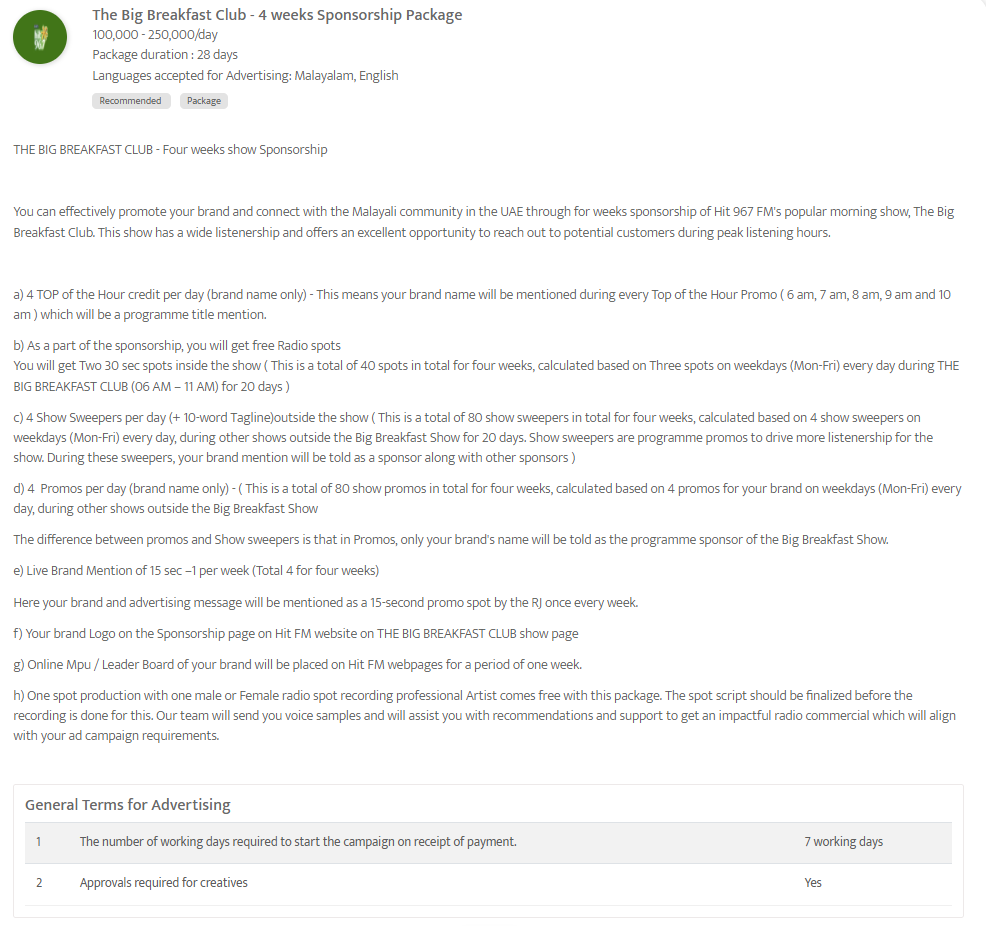 The Big Breakfast Club - 4 weeks Sponsorship Package
100,000 - 250,000/day
Package duration : 28 days
Languages accepted for Advertising: Malayalam, English
Recommended Package
THE BIG BREAKFAST CLUB - Four weeks show Sponsorship
You can effectively promote your brand and connect with the Malayali community in the UAE through for weeks sponsorship of Hit 967 FM's popular morning show, The Big
Breakfast Club. This show has a wide listenership and offers an excellent opportunity to reach out to potential customers during peak listening hours.
a) 4 TOP of the Hour credit per day (brand name only) - This means your brand name will be mentioned during every Top of the Hour Promo ( 6 am, 7 am, 8 am, 9 am and 10
am ) which will be a programme title mention.
b) As a part of the sponsorship, you will get free Radio spots
You will get Two 30 sec spots inside the show ( This is a total of 40 spots in total for four weeks, calculated based on Three spots on weekdays (Mon-Fri) every day during THE
BIG BREAKFAST CLUB (06 AM – 11 AM) for 20 days )
c) 4 Show Sweepers per day (+ 10-word Tagline)outside the show ( This is a total of 80 show sweepers in total for four weeks, calculated based on 4 show sweepers on
weekdays (Mon-Fri) every day, during other shows outside the Big Breakfast Show for 20 days. Show sweepers are programme promos to drive more listenership for the
show. During these sweepers, your brand mention will be told as a sponsor along with other sponsors )
d) 4 Promos per day (brand name only) - ( This is a total of 80 show promos in total for four weeks, calculated based on 4 promos for your brand on weekdays (Mon-Fri) every
day, during other shows outside the Big Breakfast Show
The difference between promos and Show sweepers is that in Promos, only your brand's name will be told as the programme sponsor of the Big Breakfast Show.
e) Live Brand Mention of 15 sec –1 per week (Total 4 for four weeks)
Here your brand and advertising message will be mentioned as a 15-second promo spot by the RJ once every week.
f) Your brand Logo on the Sponsorship page on Hit FM website on THE BIG BREAKFAST CLUB show page
g) Online Mpu / Leader Board of your brand will be placed on Hit FM webpages for a period of one week.
h) One spot production with one male or Female radio spot recording professional Artist comes free with this package. The spot script should be finalized before the
recording is done for this. Our team will send you voice samples and will assist you with recommendations and support to get an impactful radio commercial which will align
with your ad campaign requirements.
General Terms for Advertising
1 The number of working days required to start the campaign on receipt of payment. 7 working days
2 Approvals required for creatives Yes